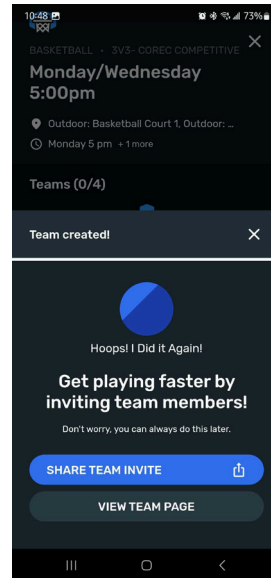 10:48
73%
BASKETBALL • 3V3- COREC COMPETITIVE
Monday/Wednesday
5:00pm
Outdoor: Basketball Court 1, Outdoor: …
Monday 5 pm +1 more
Teams (0/4)
Team created!
Hoops! I Did it Again!
Get playing faster by
inviting team members!
Don't worry, you can always do this later.
SHARE TEAM INVITE
VIEW TEAM PAGE